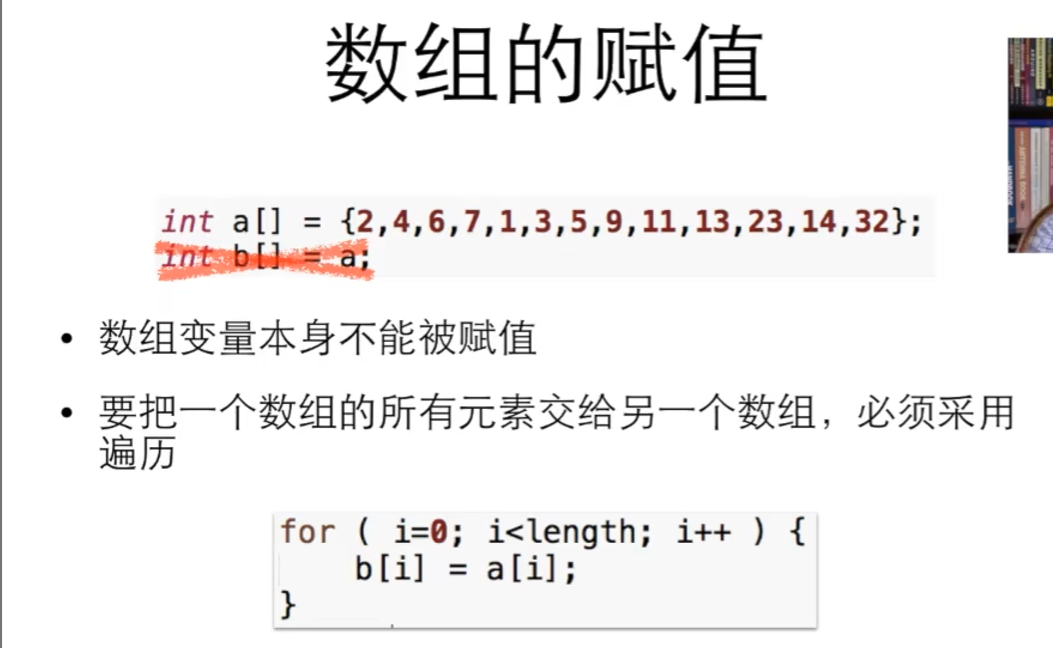 数组的赋值
int a[] = {2,4,6,7,1,3,5,9,11,13,23,14,32};
int b[] = a;
• 数组变量本身不能被赋值
• 要把一个数组的所有元素交给另一个数组，必须采用
遍历
for ( i=0; i<length; i++ ) {
b[i] = a[i];
}